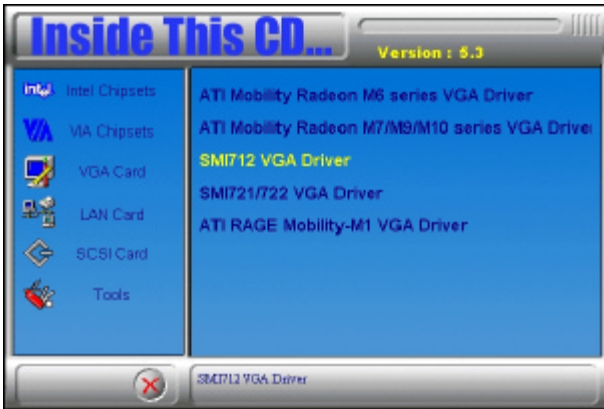 Inside This CD...
Version : 5.3
intel Intel Chipsets
VIA VIA Chipsets
VGA Card
LAN Card
SCSI Card
Tools
ATI Mobility Radeon M6 series VGA Driver
ATI Mobility Radeon M7/M9/M10 series VGA Driver
SMI712 VGA Driver
SMI721/722 VGA Driver
ATI RAGE Mobility-M1 VGA Driver
SMI712 VGA Driver